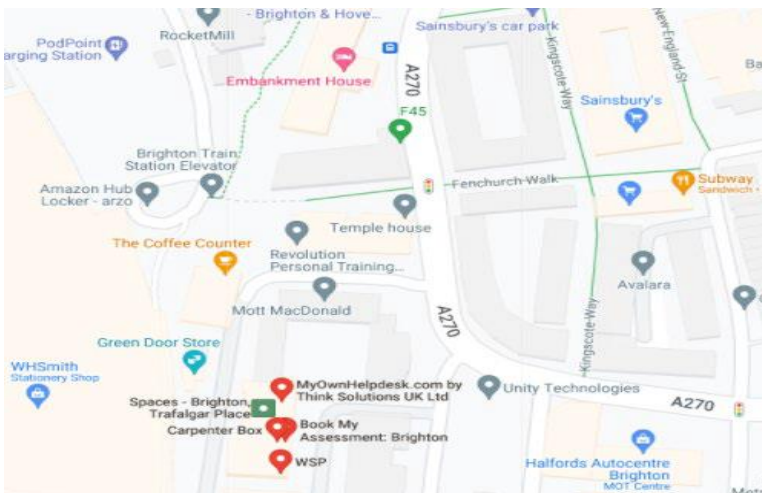 - Brighton & Hove...
RocketMill
Sainsbury's car park
PodPoint
arging Station
Embankment House
A270
Kingscote Way
New England St
Ba
F45
Sainsbury's
Brighton Train
Station Elevator
Amazon Hub
Locker - arzo
Fenchurch Walk
Subway
Sandwich •
Temple house
The Coffee Counter
Revolution
Personal Training...
Mott MacDonald
Avalara
A270
Kingscote Way
Green Door Store
WHSmith
Stationery Shop
MyOwnHelpdesk.com by
Think Solutions UK Ltd
Spaces - Brighton,
Trafalgar Place
Unity Technologies
A270
Carpenter Box
Book My
Assessment: Brighton
WSP
Halfords Autocentre
Brighton
MOT Centre